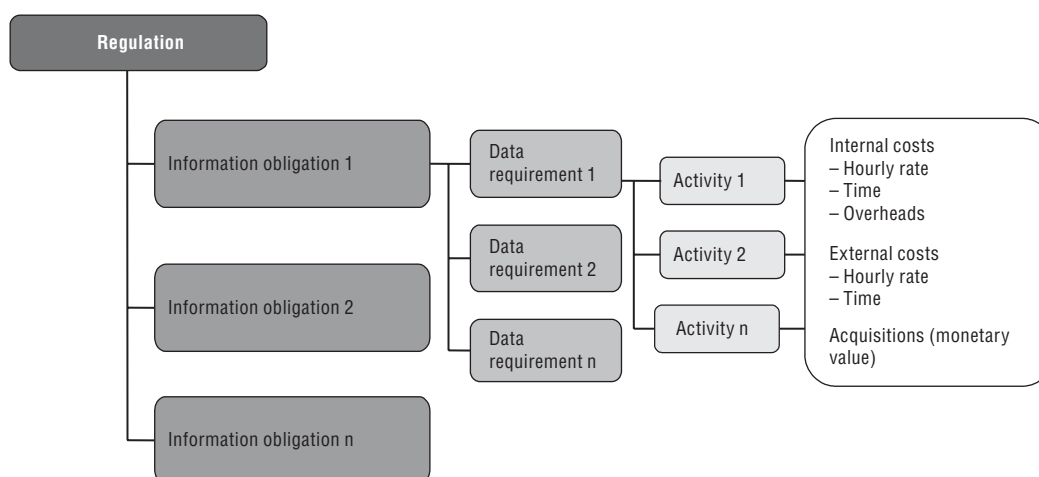 Regulation
Information obligation 1
Data
requirement 1
Activity 1
Internal costs
– Hourly rate
– Time
– Overheads
External costs
– Hourly rate
– Time
Acquisitions (monetary
value)
Activity 2
Activity n
Data
requirement 2
Data
requirement n
Information obligation 2
Information obligation n